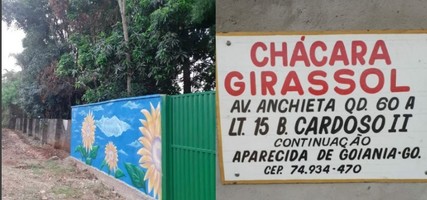 CHÁCARA
GIRASSOL
AV. ANCHIETA QD. 60 A
LT. 15 B. CARDOSO II
CONTINUAÇÃO
APARECIDA DE GOIANIA-GO.
CEP. 74.934-470